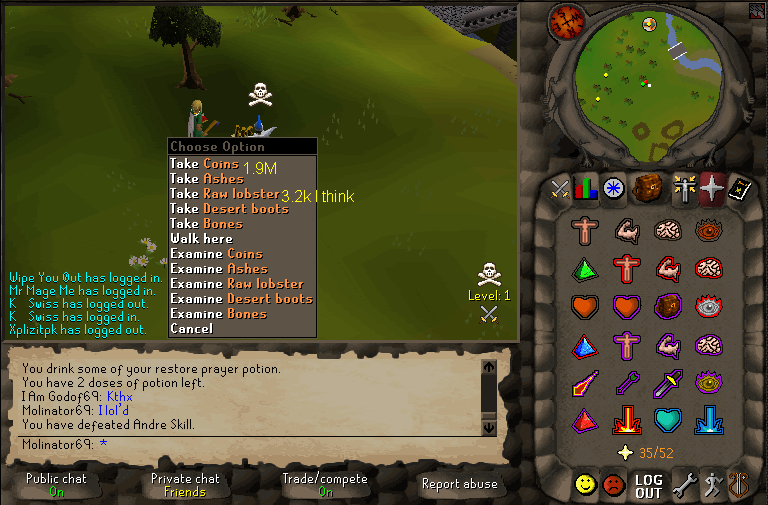 Choose Option
Take Coins 1.9M
Take Ashes
Take Raw lobster 3.2k I think
Take Desert boots
Take Bones
Walk here
Examine Coins
Examine Ashes
Examine Raw lobster
Examine Desert boots
Examine Bones
Cancel
Wipe You 0ut has logged in.
Mr Mage Me has logged in.
K Swiss has logged out.
K Swiss has logged in.
Xplizitpk has logged out.
Level: 1
You drink some of your restore prayer potion.
You have 2 doses of potion left.
I Am Godof69: Kthx
Molinator69: I lol'd
You have defeated Andre Skill.
Molinator69: *
35/52
Public chat
On
Private chat
Friends
Trade/compete
On
Report abuse
LOG
OUT